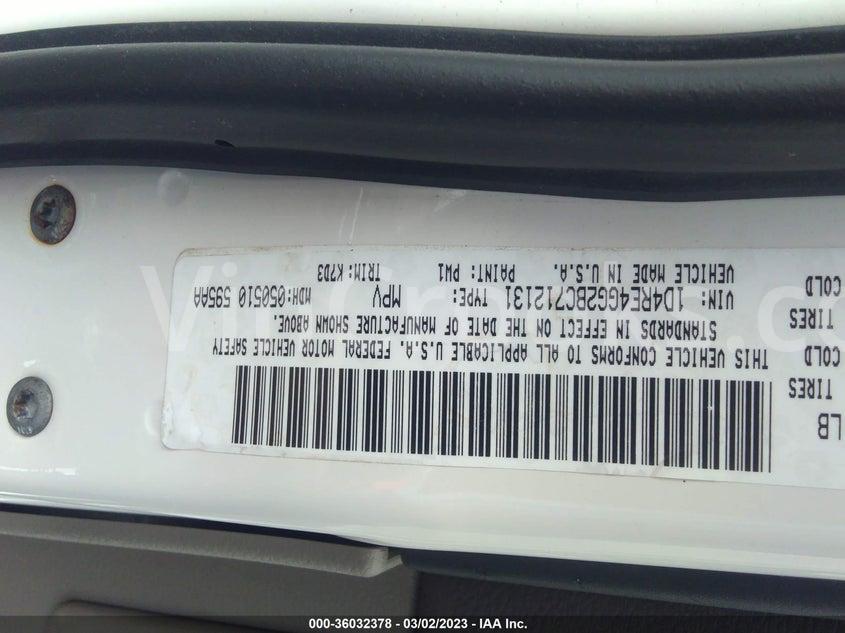 LB
TIRES
COLD
TIRES
COLD
THIS VEHICLE CONFORMS TO ALL APPLICABLE U.S.A. FEDERAL MOTOR VEHICLE SAFETY
STANDARDS IN EFFECT ON THE DATE OF MANUFACTURE SHOWN ABOVE.
VIN: 1D4RE4GG2BC712131 TYPE: MPV MDH:050510 595AA
VEHICLE MADE IN U.S.A. PAINT: PW1 TRIM: K7D3
000-36032378 - 03/02/2023 - IAA Inc.